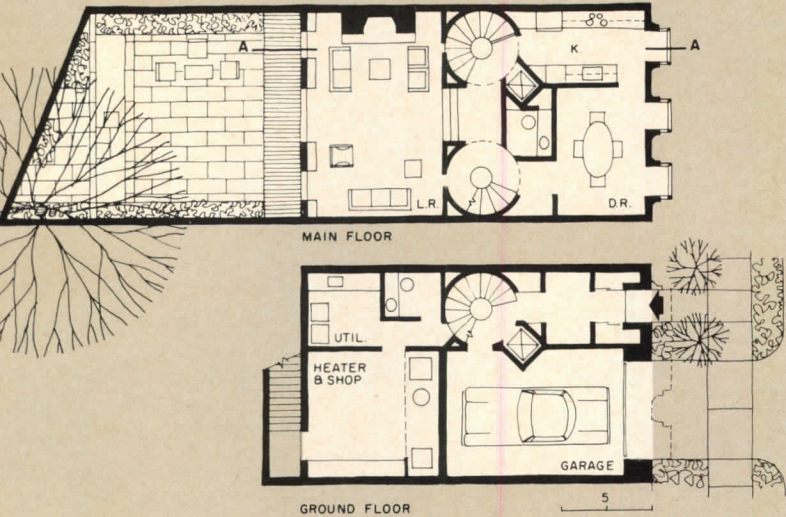 A
K
A
L.R.
D.R.
MAIN FLOOR
UTIL.
HEATER
& SHOP
GARAGE
5
GROUND FLOOR